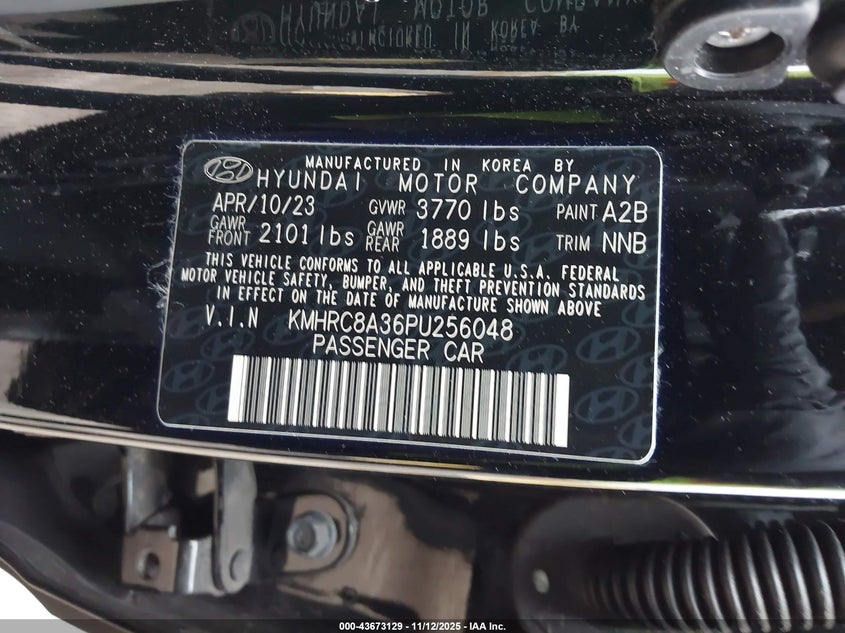 HYUNDAI MOTOR COMPANY
MANUFACTURED IN KOREA BY
HYUNDAI MOTOR COMPANY
APR/10/23 GVWR 3770 lbs PAINT A2B
GAWR FRONT 2101 lbs GAWR REAR 1889 lbs TRIM NNB
THIS VEHICLE CONFORMS TO ALL APPLICABLE U.S.A. FEDERAL
MOTOR VEHICLE SAFETY, BUMPER, AND THEFT PREVENTION STANDARDS
IN EFFECT ON THE DATE OF MANUFACTURE SHOWN ABOVE
V.I.N KMHRC8A36PU256048
PASSENGER CAR
000-43673129 - 11/12/2025 - IAA Inc.